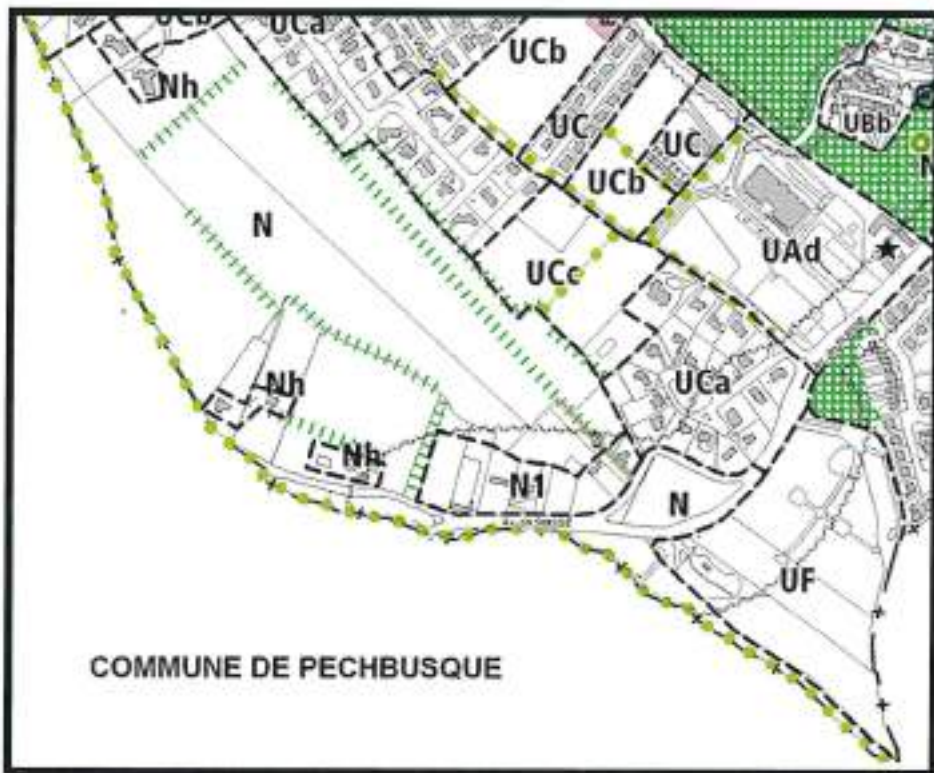 UCb
UCa
UCb
Nh
UBb
UC
UC
UCb
N
N
UAd
UCc
UCa
Nh
Nh
N1
N
UF
COMMUNE DE PECHBUSQUE